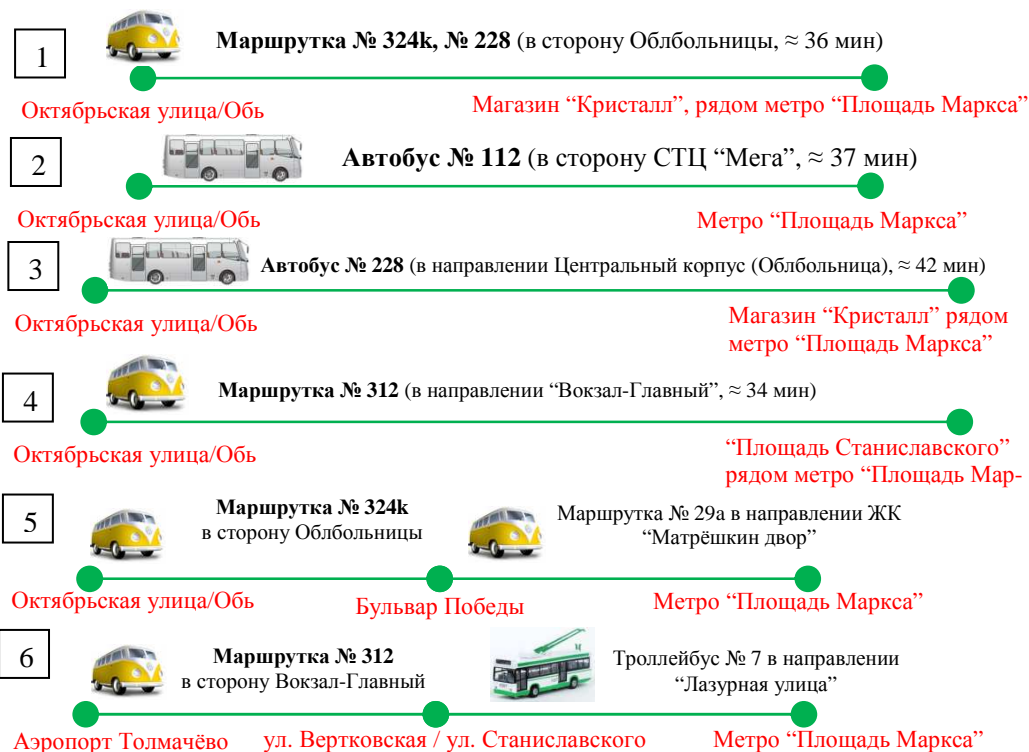 1
Маршрутка № 324k, № 228 (в сторону Облбольницы, ≈ 36 мин)
Октябрьская улица/Обь
Магазин “Кристалл”, рядом метро “Площадь Маркса”
2
Автобус № 112 (в сторону СТЦ “Мега”, ≈ 37 мин)
Октябрьская улица/Обь
Метро “Площадь Маркса”
3
Автобус № 228 (в направлении Центральный корпус (Облбольница), ≈ 42 мин)
Октябрьская улица/Обь
Магазин “Кристалл” рядом
метро “Площадь Маркса”
4
Маршрутка № 312 (в направлении “Вокзал-Главный”, ≈ 34 мин)
Октябрьская улица/Обь
“Площадь Станиславского”
рядом метро “Площадь Мар-
5
Маршрутка № 324k
в сторону Облбольницы
Маршрутка № 29а в направлении ЖК
“Матрёшкин двор”
Октябрьская улица/Обь
Бульвар Победы
Метро “Площадь Маркса”
6
Маршрутка № 312
в сторону Вокзал-Главный
Троллейбус № 7 в направлении
“Лазурная улица”
Аэропорт Толмачёво
ул. Вертковская / ул. Станиславского
Метро “Площадь Маркса”